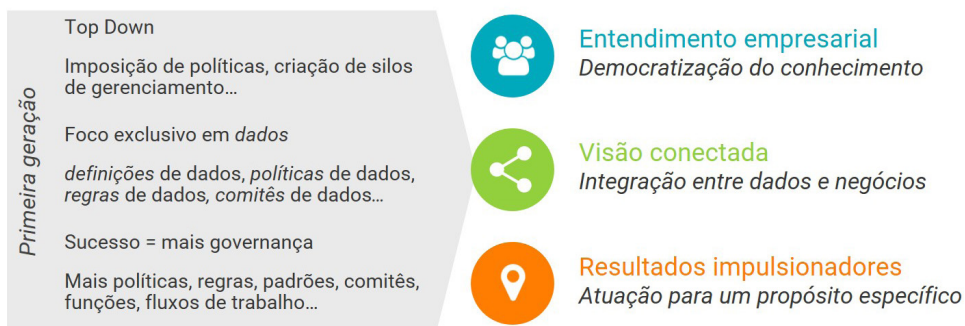 Primeira geração
Top Down
Imposição de políticas, criação de silos
de gerenciamento…
Foco exclusivo em dados
definições de dados, políticas de dados,
regras de dados, comitês de dados…
Sucesso = mais governança
Mais políticas, regras, padrões, comitês,
funções, fluxos de trabalho…
Entendimento empresarial
Democratização do conhecimento
Visão conectada
Integração entre dados e negócios
Resultados impulsionadores
Atuação para um propósito específico